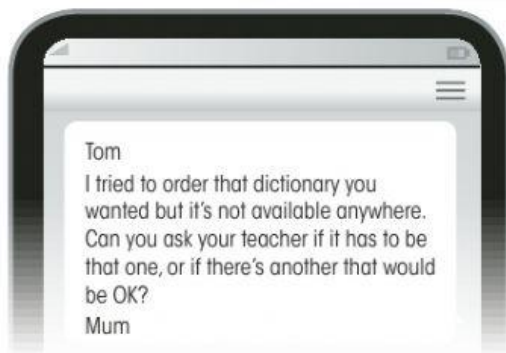 Tom
I tried to order that dictionary you
wanted but it's not available anywhere.
Can you ask your teacher if it has to be
that one, or if there's another that would
be OK?
Mum